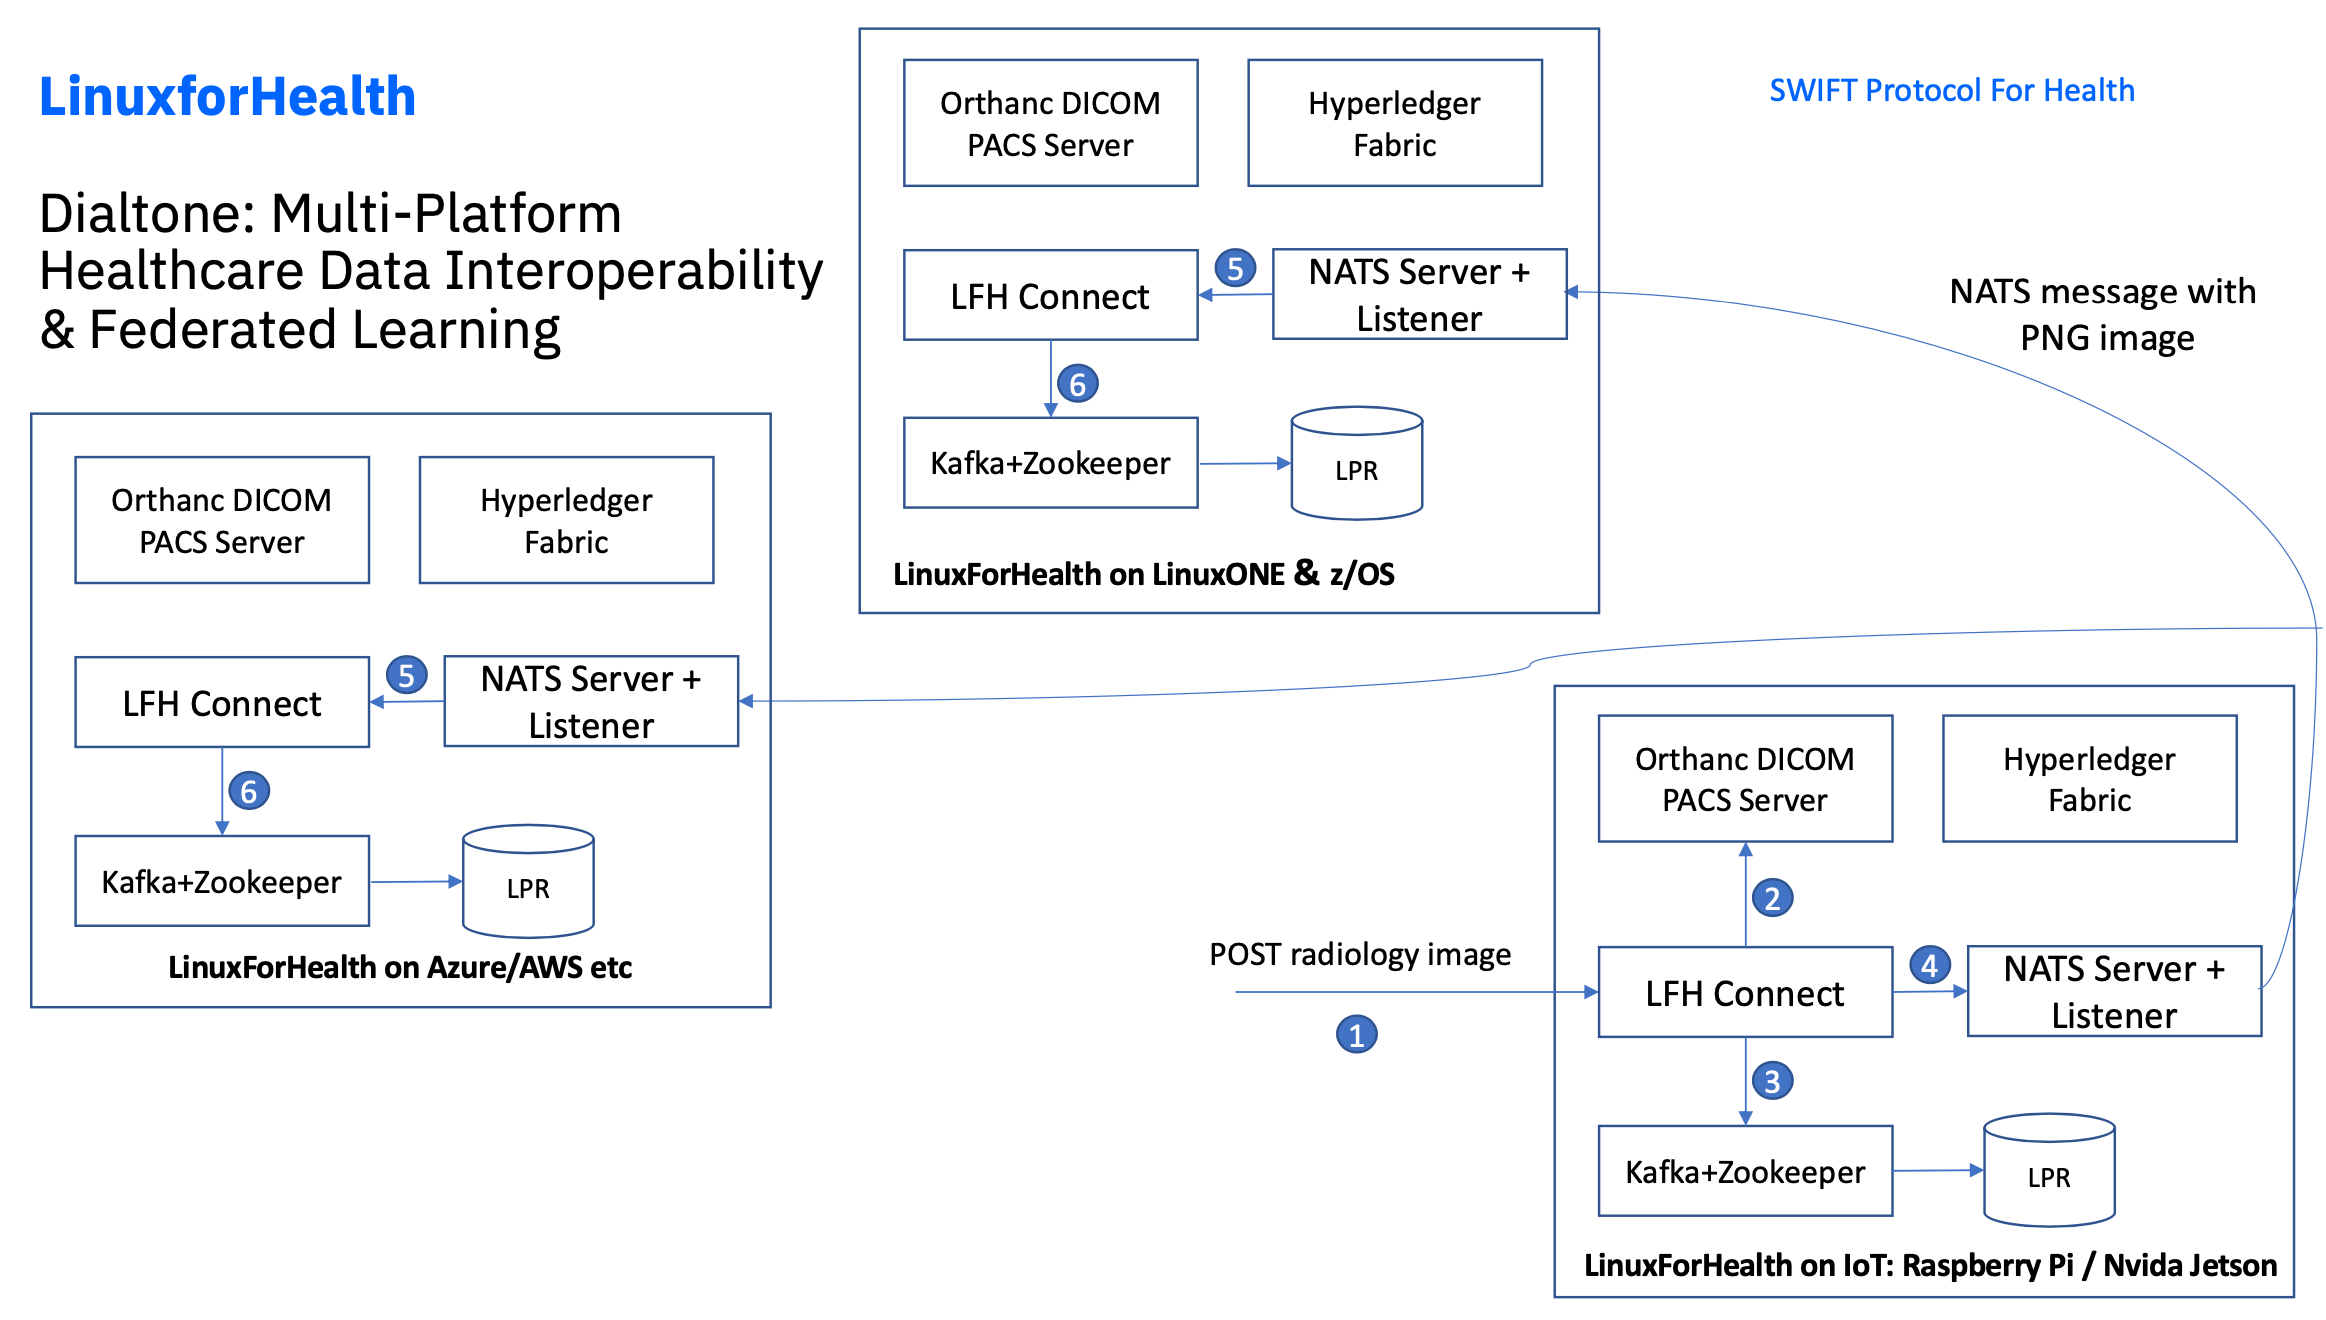 LinuxforHealth
Dialtone: Multi-Platform
Healthcare Data Interoperability
& Federated Learning
SWIFT Protocol For Health
Orthanc DICOM
PACS Server
Hyperledger
Fabric
LFH Connect
5
NATS Server +
Listener
6
Kafka+Zookeeper
LPR
LinuxForHealth on LinuxONE & z/OS
NATS message with
PNG image
Orthanc DICOM
PACS Server
Hyperledger
Fabric
LFH Connect
5
NATS Server +
Listener
6
Kafka+Zookeeper
LPR
LinuxForHealth on Azure/AWS etc
POST radiology image
1
Orthanc DICOM
PACS Server
Hyperledger
Fabric
2
LFH Connect
4
NATS Server +
Listener
3
Kafka+Zookeeper
LPR
LinuxForHealth on IoT: Raspberry Pi / Nvida Jetson